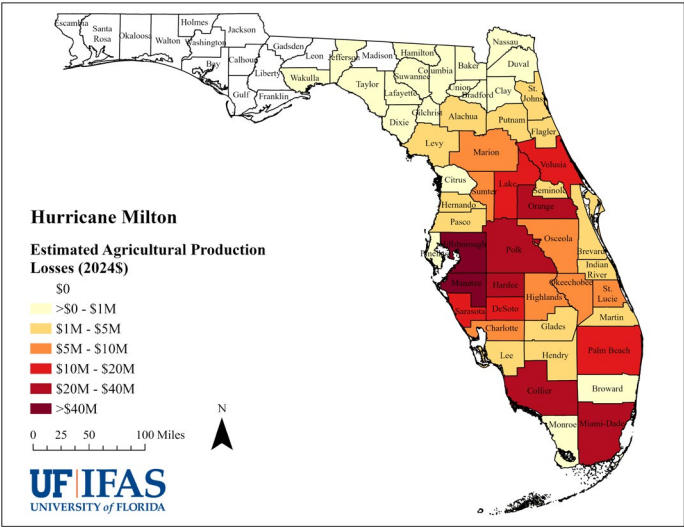 Escambia
Santa
Rosa
Okaloosa
Walton
Holmes
Washington
Jackson
Bay
Calhoun
Gulf
Gadsden
Liberty
Franklin
Leon
Wakulla
Jefferson
Madison
Taylor
Hamilton
Suwannee
Lafayette
Dixie
Columbia
Gilchrist
Baker
Union
Bradford
Nassau
Duval
Clay
St.
Johns
Alachua
Putnam
Flagler
Levy
Marion
Volusia
Citrus
Sumter
Lake
Seminole
Hernando
Orange
Pasco
Hillsborough
Polk
Osceola
Brevard
Indian
River
Manatee
Hardee
Highlands
Okeechobee
St.
Lucie
Sarasota
DeSoto
Martin
Charlotte
Glades
Lee
Hendry
Palm Beach
Collier
Broward
Monroe
Miami-Dade
Hurricane Milton
Estimated Agricultural Production
Losses (2024$)
$0
>$0 - $1M
$1M - $5M
$5M - $10M
$10M - $20M
$20M - $40M
>$40M
N
0 25 50 100 Miles
UF|IFAS
UNIVERSITY of FLORIDA